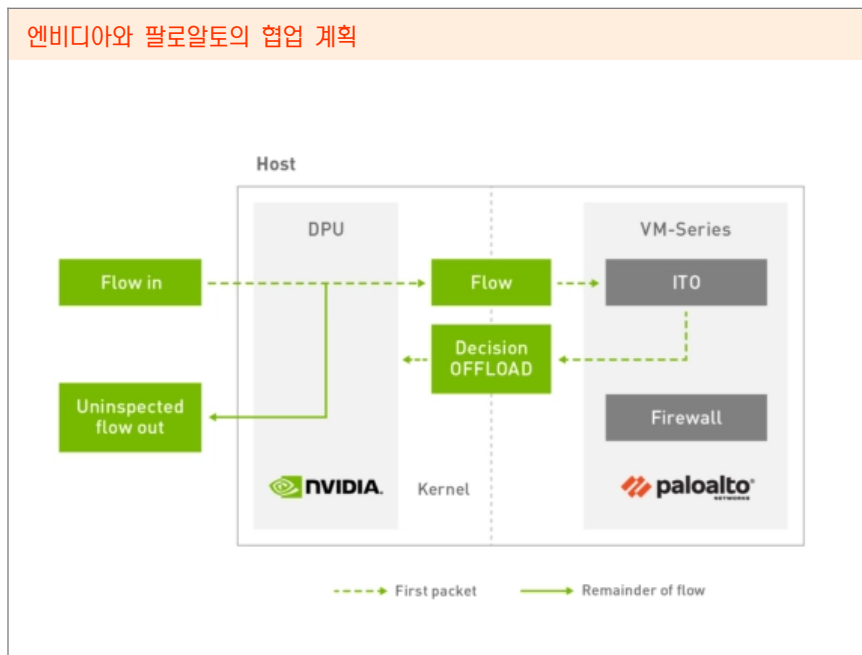 엔비디아와 팔로알토의 협업 계획
Host
DPU
VM-Series
Flow in
Flow
ITO
Decision
OFFLOAD
Uninspected
flow out
Firewall
NVIDIA.
Kernel
paloalto
NETWORKS
First packet
Remainder of flow